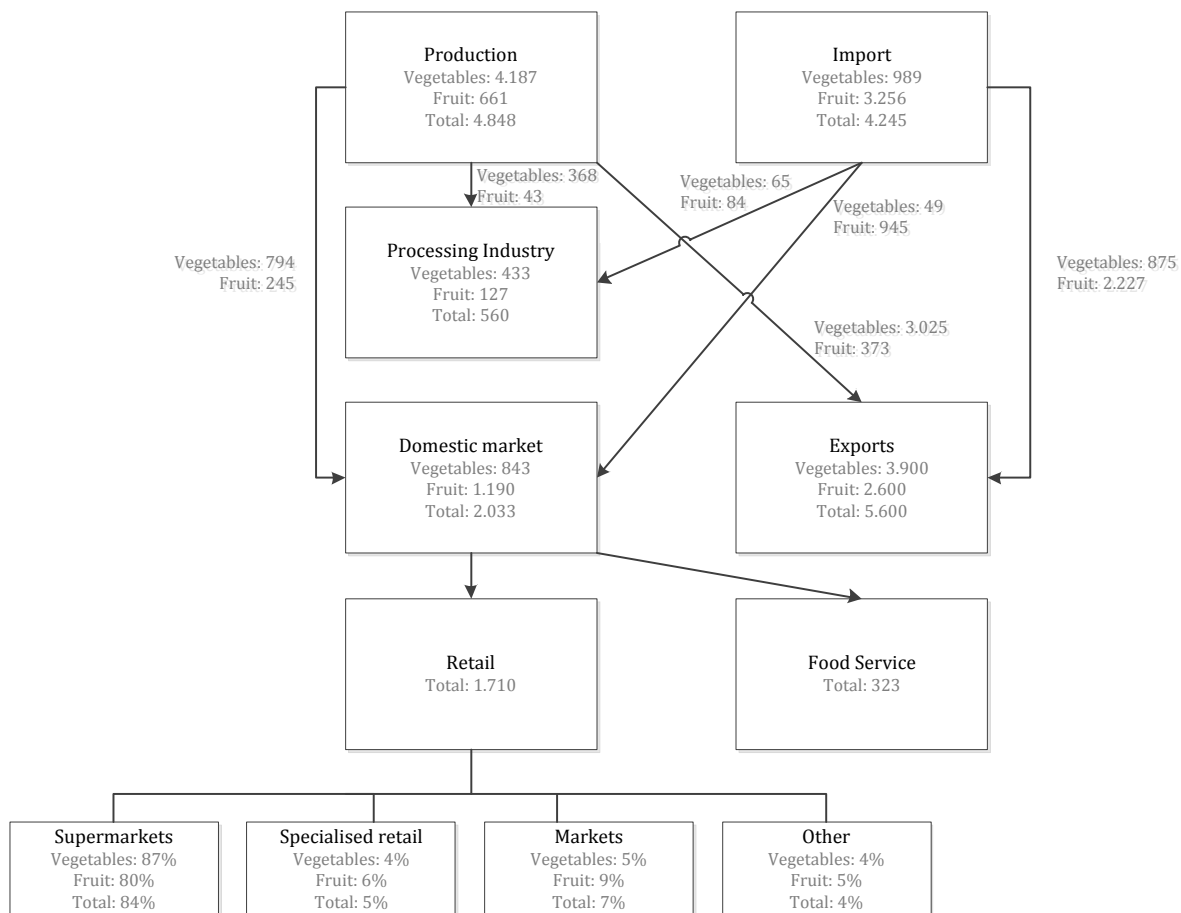 Production
Vegetables: 4.187
Fruit: 661
Total: 4.848
Import
Vegetables: 989
Fruit: 3.256
Total: 4.245
Vegetables: 368
Fruit: 43
Vegetables: 65
Fruit: 84
Vegetables: 49
Fruit: 945
Processing Industry
Vegetables: 433
Fruit: 127
Total: 560
Vegetables: 794
Fruit: 245
Vegetables: 875
Fruit: 2.227
Vegetables: 3.025
Fruit: 373
Domestic market
Vegetables: 843
Fruit: 1.190
Total: 2.033
Exports
Vegetables: 3.900
Fruit: 2.600
Total: 5.600
Retail
Total: 1.710
Food Service
Total: 323
Supermarkets
Vegetables: 87%
Fruit: 80%
Total: 84%
Specialised retail
Vegetables: 4%
Fruit: 6%
Total: 5%
Markets
Vegetables: 5%
Fruit: 9%
Total: 7%
Other
Vegetables: 4%
Fruit: 5%
Total: 4%